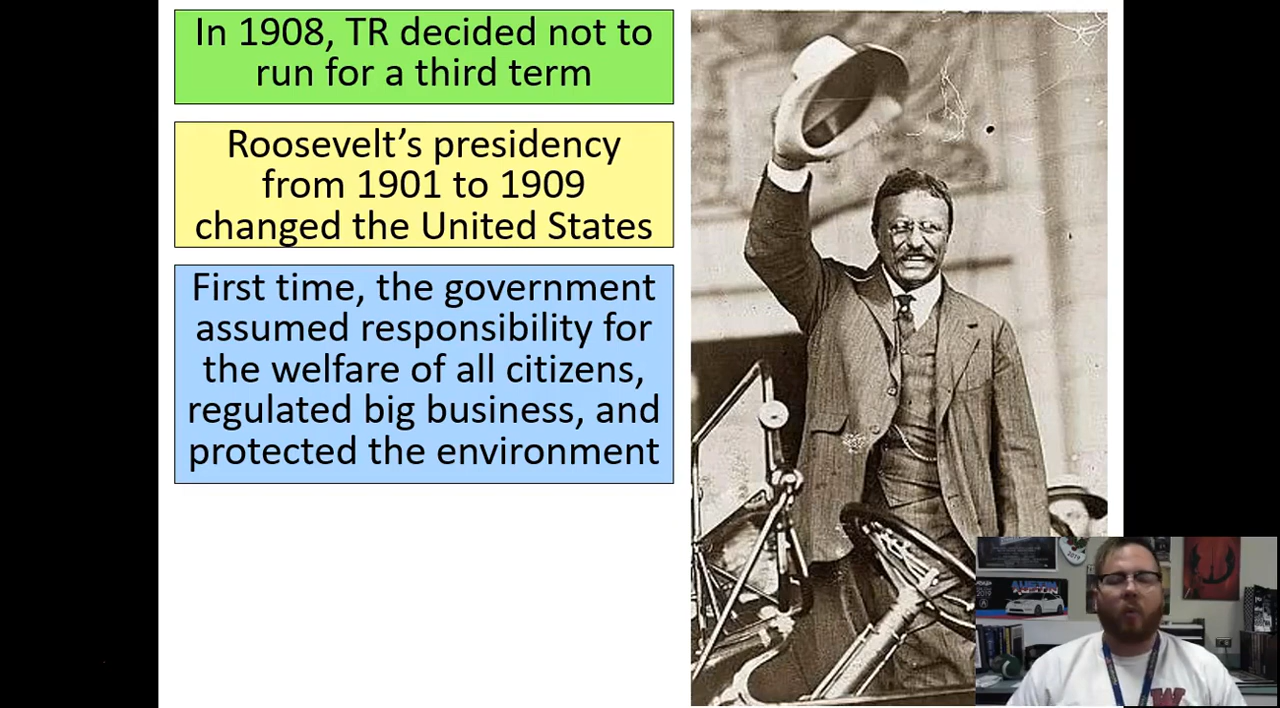 In 1908, TR decided not to
run for a third term
Roosevelt's presidency
from 1901 to 1909
changed the United States
First time, the government
assumed responsibility for
the welfare of all citizens,
regulated big business, and
protected the environment
2019
AUSTIN
W